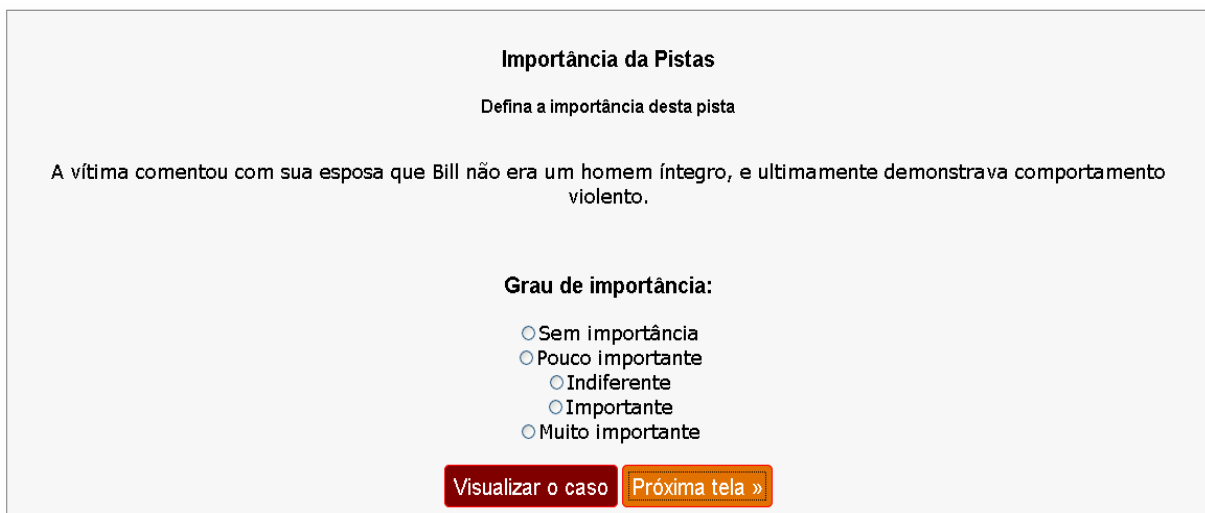 Importância da Pistas
Defina a importância desta pista
A vítima comentou com sua esposa que Bill não era um homem íntegro, e ultimamente demonstrava comportamento
violento.
Grau de importância:
Sem importância
Pouco importante
Indiferente
Importante
Muito importante
Visualizar o caso Próxima tela »